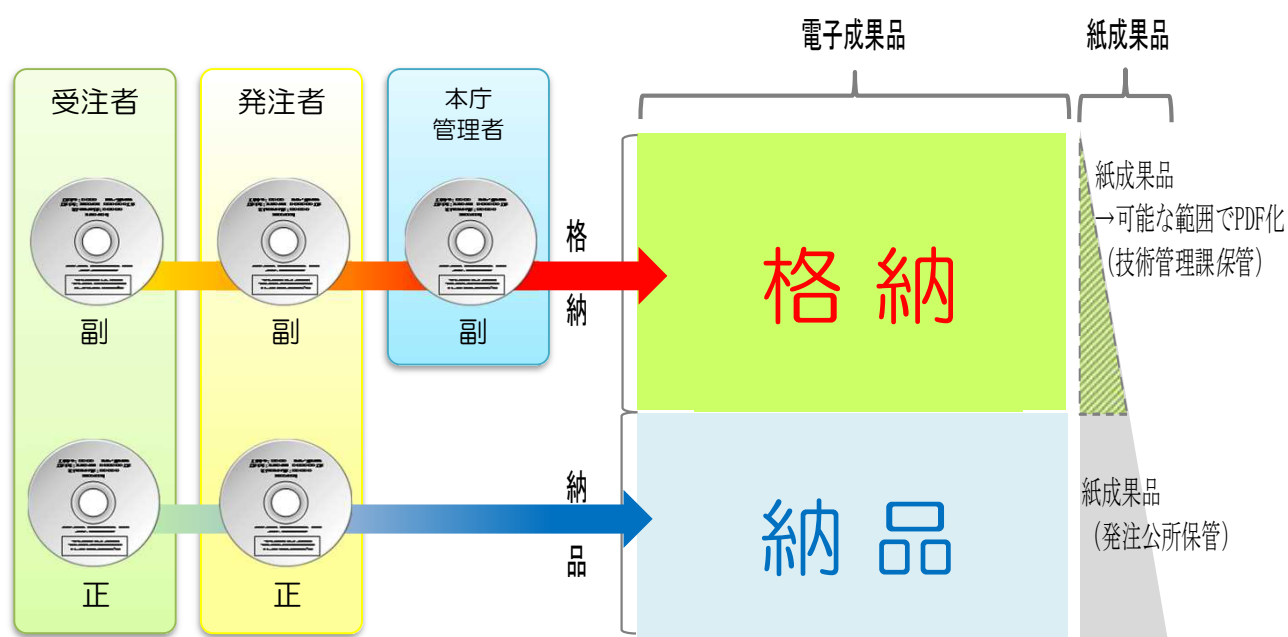 電子成果品
紙成果品
受注者
発注者
本庁
管理者
副
副
副
格
納
格納
紙成果品
→可能な範囲でPDF化
(技術管理課保管)
正
正
納
品
納品
紙成果品
(発注公所保管)